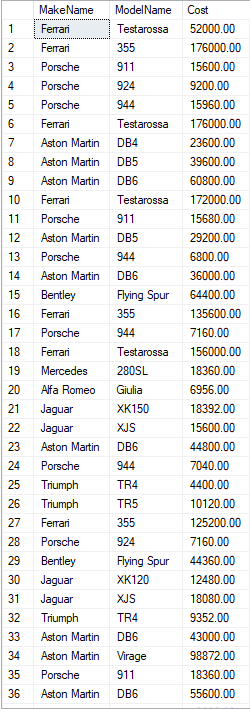 MakeName ModelName Cost
1 Ferrari Testarossa 52000.00
2 Ferrari 355 176000.00
3 Porsche 911 15600.00
4 Porsche 924 9200.00
5 Porsche 944 15960.00
6 Ferrari Testarossa 176000.00
7 Aston Martin DB4 23600.00
8 Aston Martin DB5 39600.00
9 Aston Martin DB6 60800.00
10 Ferrari Testarossa 172000.00
11 Porsche 911 15680.00
12 Aston Martin DB5 29200.00
13 Porsche 944 6800.00
14 Aston Martin DB6 36000.00
15 Bentley Flying Spur 64400.00
16 Ferrari 355 135600.00
17 Porsche 944 7160.00
18 Ferrari Testarossa 156000.00
19 Mercedes 280SL 18360.00
20 Alfa Romeo Giulia 6956.00
21 Jaguar XK150 18392.00
22 Jaguar XJS 15600.00
23 Aston Martin DB6 44800.00
24 Porsche 944 7040.00
25 Triumph TR4 4400.00
26 Triumph TR5 10120.00
27 Ferrari 355 125200.00
28 Porsche 924 7160.00
29 Bentley Flying Spur 44360.00
30 Jaguar XK120 12480.00
31 Jaguar XJS 18080.00
32 Triumph TR4 9352.00
33 Aston Martin DB6 43000.00
34 Aston Martin Virage 98872.00
35 Porsche 911 18360.00
36 Aston Martin DB6 55600.00